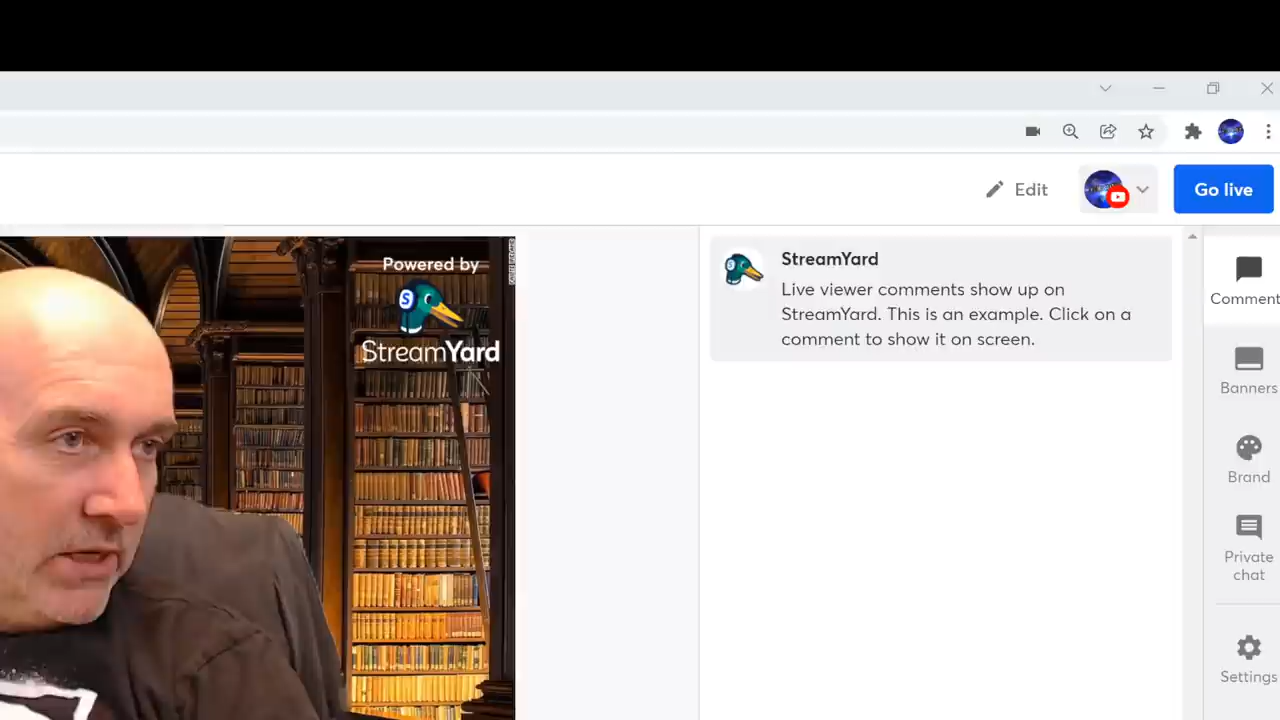 Edit
Go live
Powered by
StreamYard
StreamYard
Live viewer comments show up on
StreamYard. This is an example. Click on a
comment to show it on screen.
Comment
Banners
Brand
Private
chat
Settings